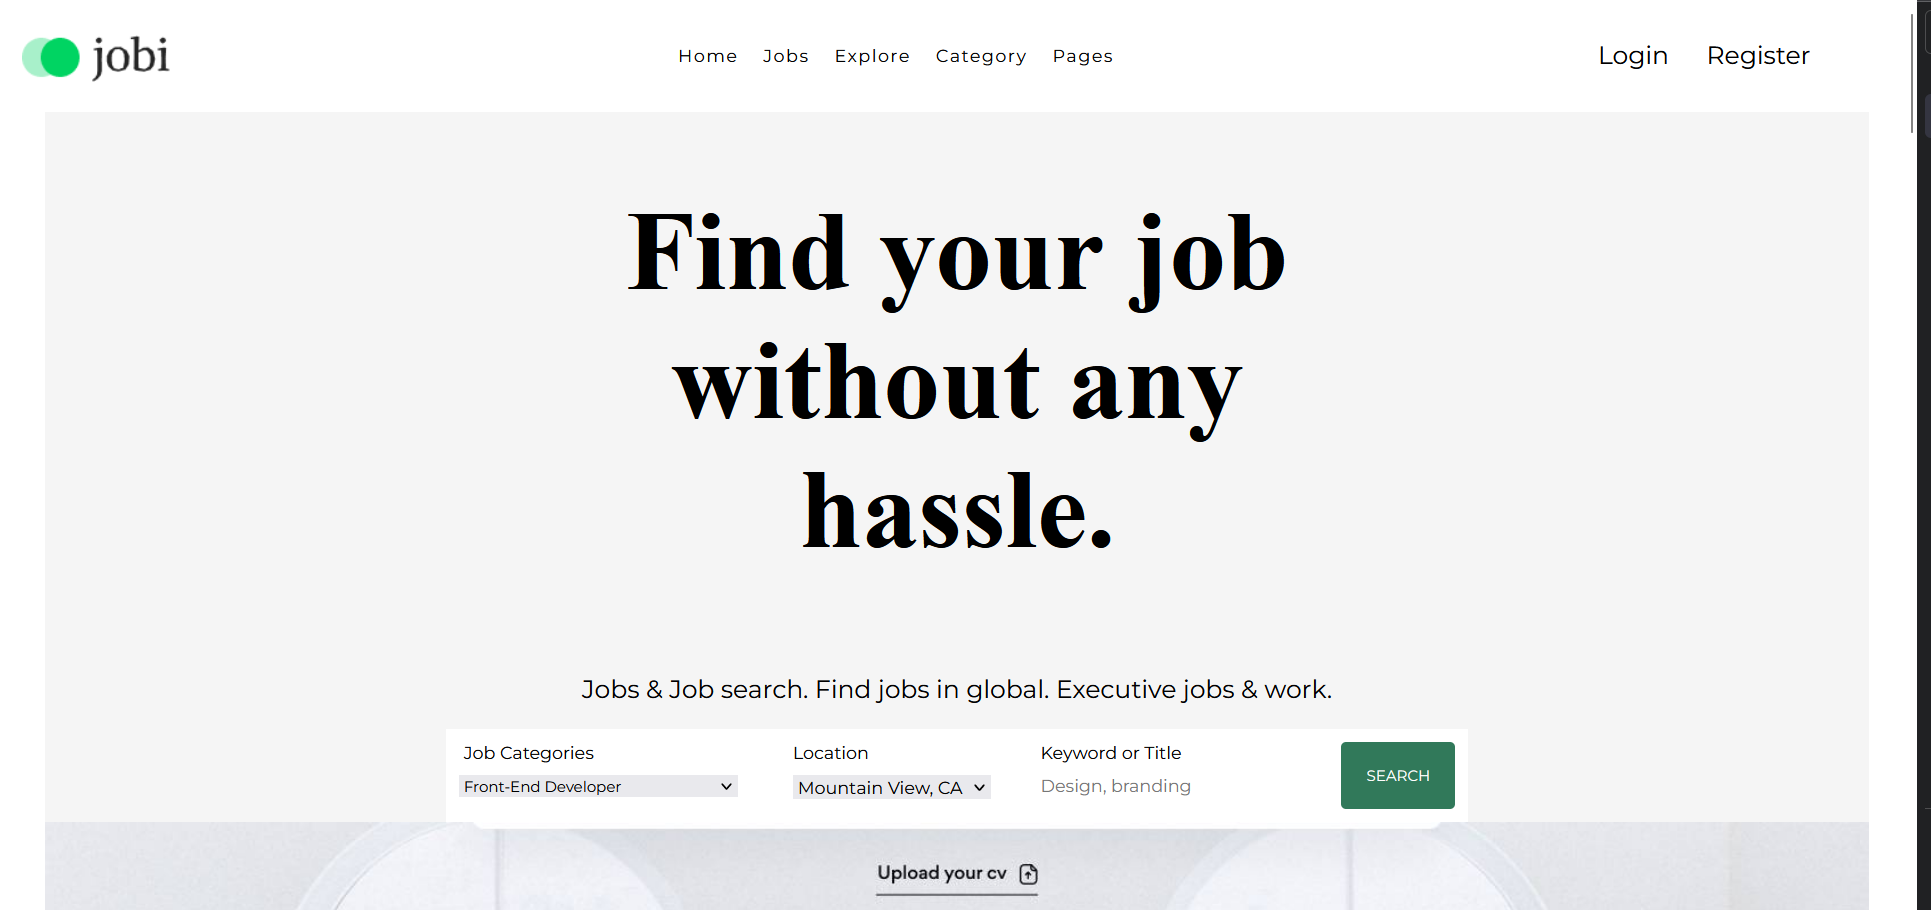 jobi
Home Jobs Explore Category Pages
Login Register
Find your job
without any
hassle.
Jobs & Job search. Find jobs in global. Executive jobs & work.
Job Categories
Front-End Developer
Location
Mountain View, CA
Keyword or Title
Design, branding
SEARCH
Upload your cv